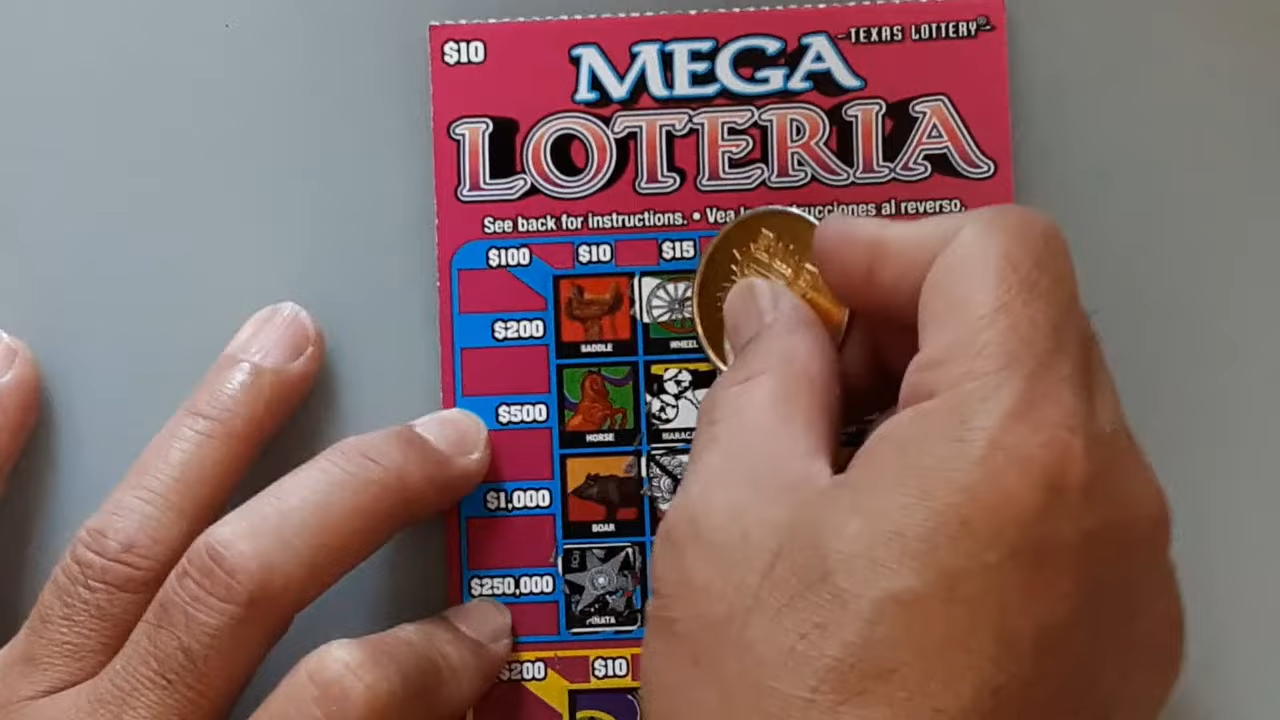 $10
MEGA
-TEXAS LOTTERY®-
LOTERIA
See back for instructions. • Vea al reverso.
$100 $10 $15
$200
SADDLE WHEEL
$500
HORSE
$1,000
BOAR
$250,000
PIÑATA
$200 $10